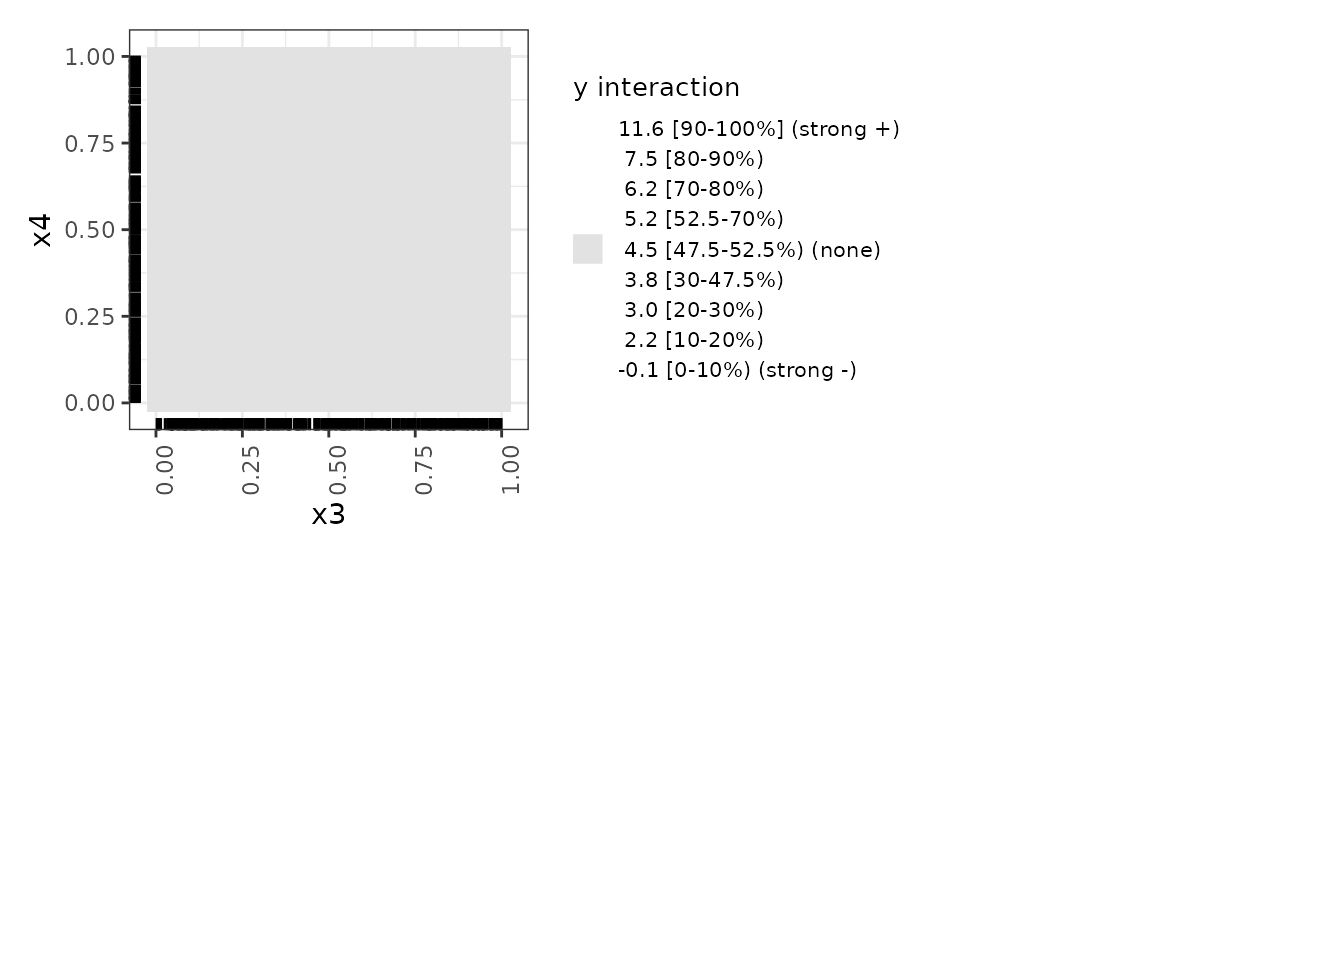 1.00
0.75
0.50
0.25
0.00
x4
0.00
0.25
0.50
0.75
1.00
x3
y interaction
11.6 [90-100%] (strong +)
7.5 [80-90%)
6.2 [70-80%)
5.2 [52.5-70%)
4.5 [47.5-52.5%) (none)
3.8 [30-47.5%)
3.0 [20-30%)
2.2 [10-20%)
-0.1 [0-10%) (strong -)